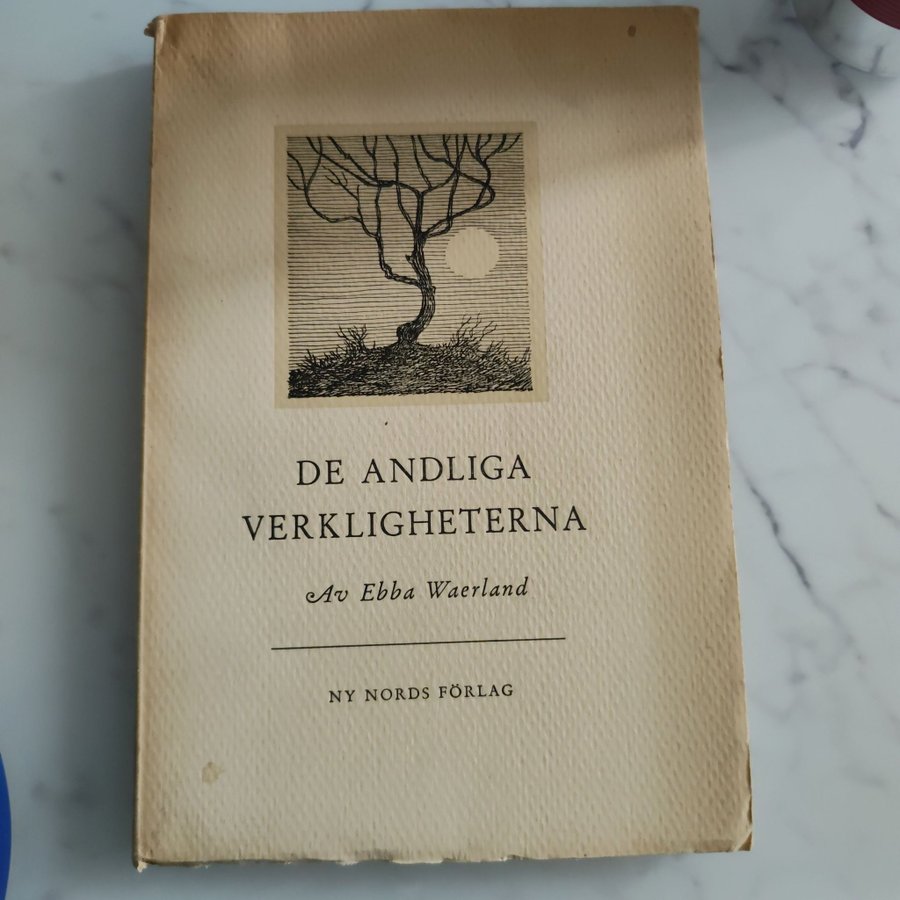 DE ANDLIGA
VERKLIGHETERNA
Av Ebba Waerland
NY NORDS FÖRLAG